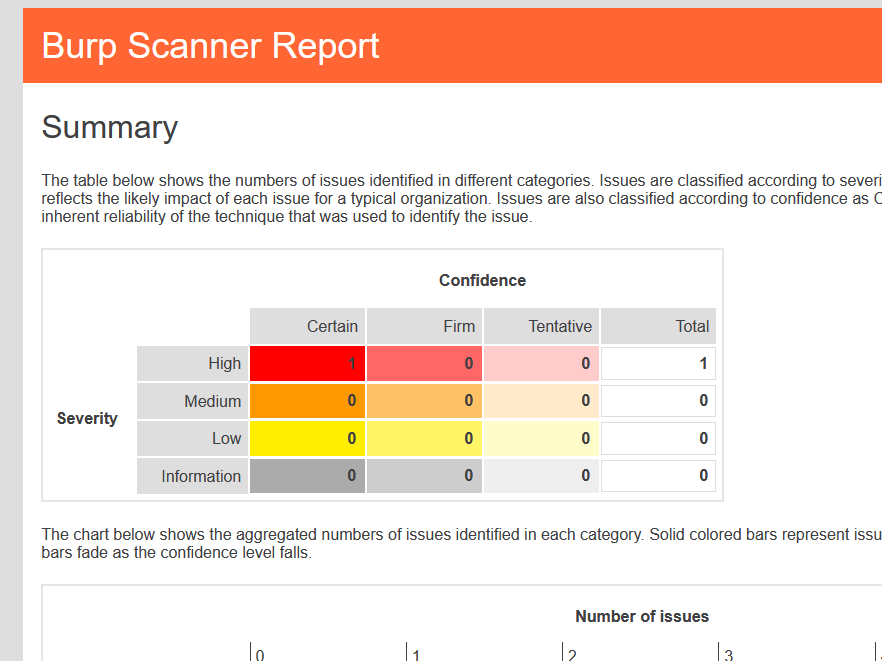 Burp Scanner Report
Summary
The table below shows the numbers of issues identified in different categories. Issues are classified according to severi
reflects the likely impact of each issue for a typical organization. Issues are also classified according to confidence as C
inherent reliability of the technique that was used to identify the issue.
Confidence
Certain Firm Tentative Total
High 1 0 0 1
Medium 0 0 0 0
Severity
Low 0 0 0 0
Information 0 0 0 0
The chart below shows the aggregated numbers of issues identified in each category. Solid colored bars represent issu
bars fade as the confidence level falls.
Number of issues
0 1 2 3